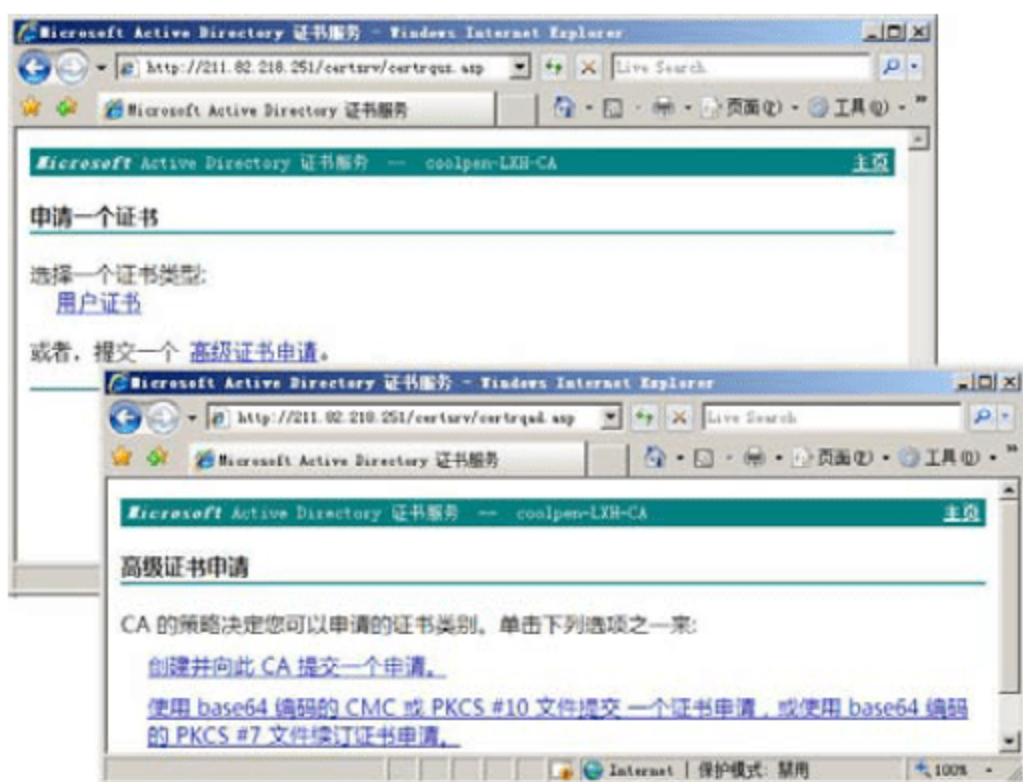 Microsoft Active Directory 证书服务 - Windows Internet Explorer
http://211.82.218.251/certsrv/certrqus.asp
Live Search
Microsoft Active Directory 证书服务
页面(P)
工具(O)
Microsoft Active Directory 证书服务 -- coolpen-LXH-CA
主页
申请一个证书
选择一个证书类型:
用户证书
或者，提交一个 高级证书申请。
Microsoft Active Directory 证书服务 - Windows Internet Explorer
http://211.82.218.251/certsrv/certrqad.asp
Live Search
Microsoft Active Directory 证书服务
页面(P)
工具(O)
Microsoft Active Directory 证书服务 -- coolpen-LXH-CA
主页
高级证书申请
CA 的策略决定您可以申请的证书类别。单击下列选项之一来:
创建并向此 CA 提交一个申请。
使用 base64 编码的 CMC 或 PKCS #10 文件提交 一个证书申请，或使用 base64 编码
的 PKCS #7 文件续订证书申请。
Internet | 保护模式: 禁用
100%